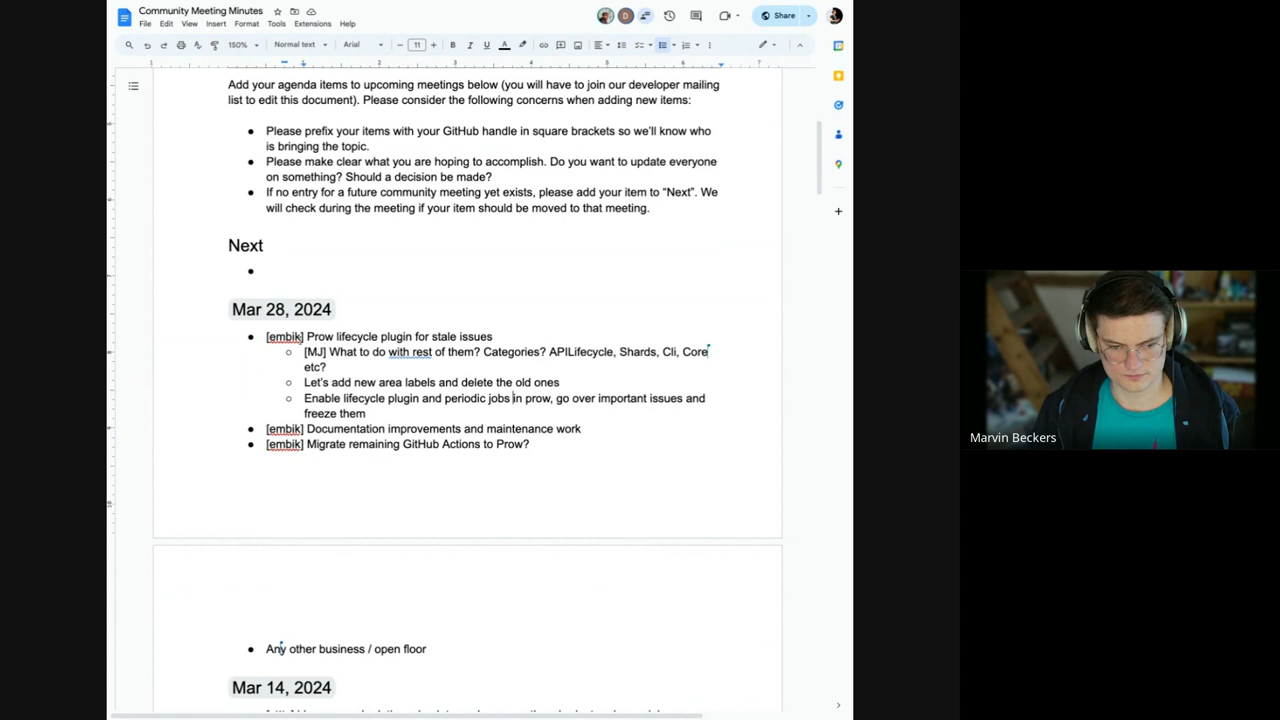 Community Meeting Minutes
File Edit View Insert Format Tools Extensions Help
Share
150% Normal text Arial 11
1 1 2 3 4 5 6 7
Add your agenda items to upcoming meetings below (you will have to join our developer mailing
list to edit this document). Please consider the following concerns when adding new items:
● Please prefix your items with your GitHub handle in square brackets so we'll know who
is bringing the topic.
● Please make clear what you are hoping to accomplish. Do you want to update everyone
on something? Should a decision be made?
● If no entry for a future community meeting yet exists, please add your item to “Next”. We
will check during the meeting if your item should be moved to that meeting.
Next
●
Mar 28, 2024
● [embik] Prow lifecycle plugin for stale issues
○ [MJ] What to do with rest of them? Categories? APILifecycle, Shards, Cli, Core
etc?
○ Let's add new area labels and delete the old ones
○ Enable lifecycle plugin and periodic jobs in prow, go over important issues and
freeze them
● [embik] Documentation improvements and maintenance work
● [embik] Migrate remaining GitHub Actions to Prow?
● Any other business / open floor
Mar 14, 2024
Marvin Beckers